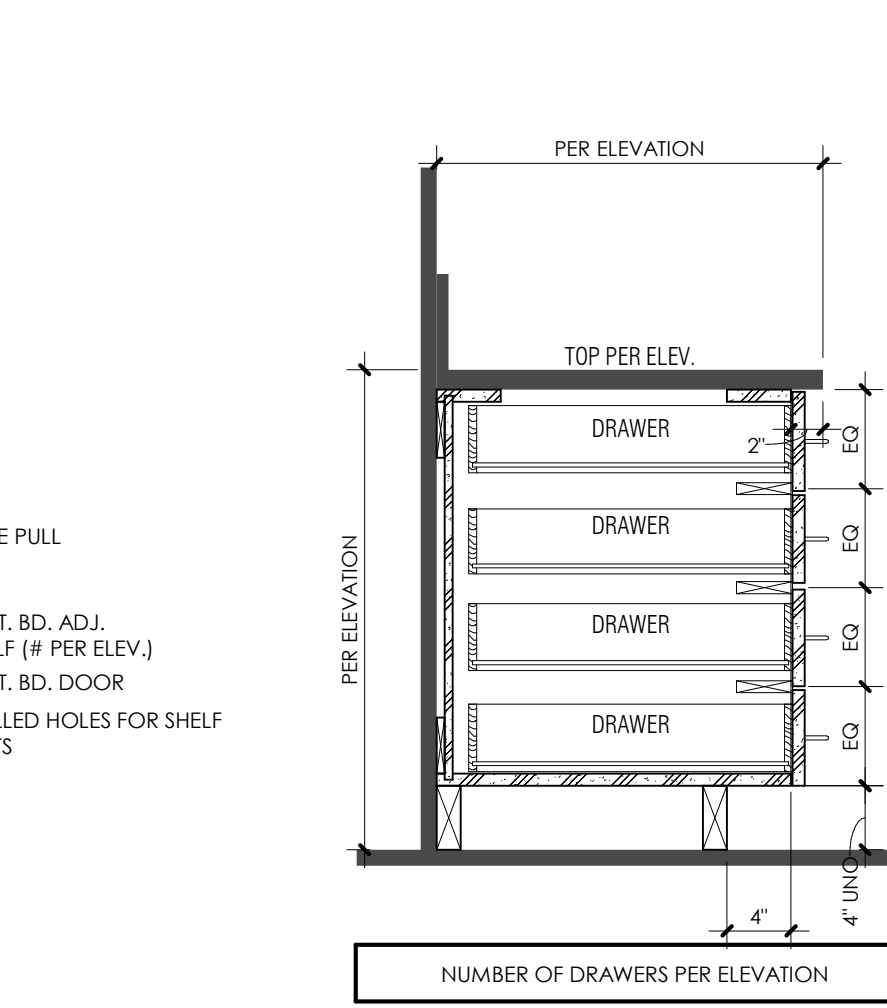 PER ELEVATION
TOP PER ELEV.
DRAWER
2"
EQ
DRAWER
EQ
E PULL
PER ELEVATION
T. BD. ADJ.
LF (# PER ELEV.)
DRAWER
EQ
T. BD. DOOR
LLED HOLES FOR SHELF
TS
DRAWER
EQ
4" UNO
4"
NUMBER OF DRAWERS PER ELEVATION